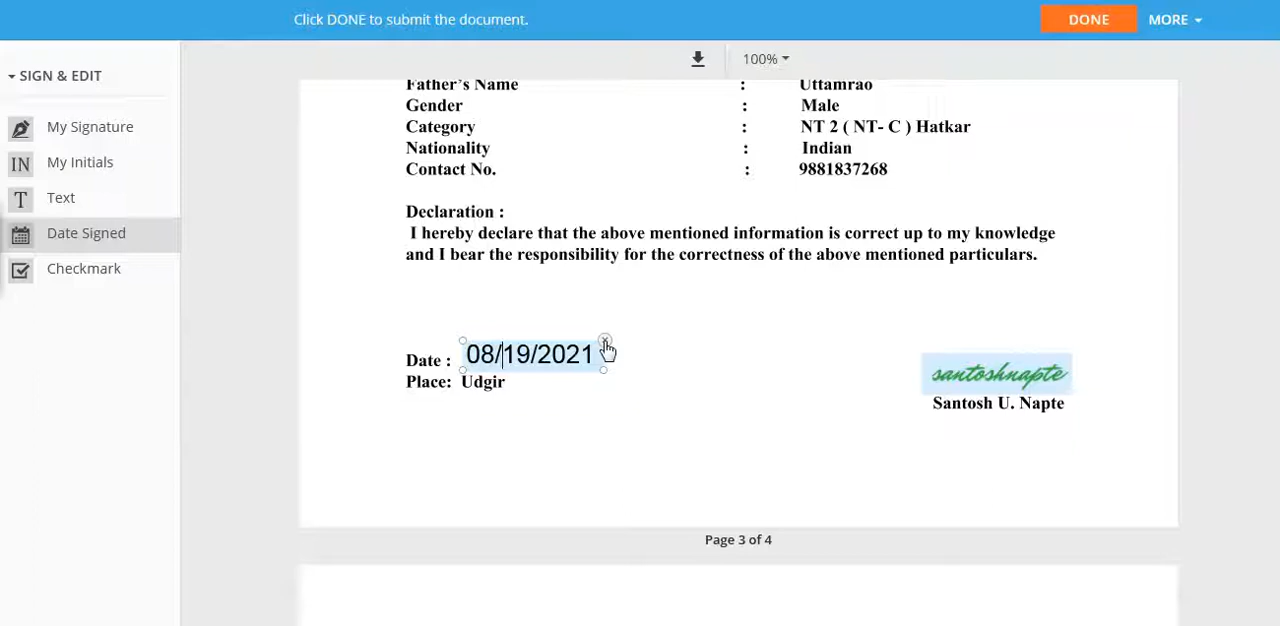 Click DONE to submit the document.
DONE
MORE
SIGN & EDIT
100%
My Signature
IN My Initials
T Text
Date Signed
Checkmark
Father's Name : Uttamrao
Gender : Male
Category : NT 2 ( NT- C ) Hatkar
Nationality : Indian
Contact No. : 9881837268
Declaration :
I hereby declare that the above mentioned information is correct up to my knowledge
and I bear the responsibility for the correctness of the above mentioned particulars.
Date : 08/19/2021
Place: Udgir
santoshnapte
Santosh U. Napte
Page 3 of 4